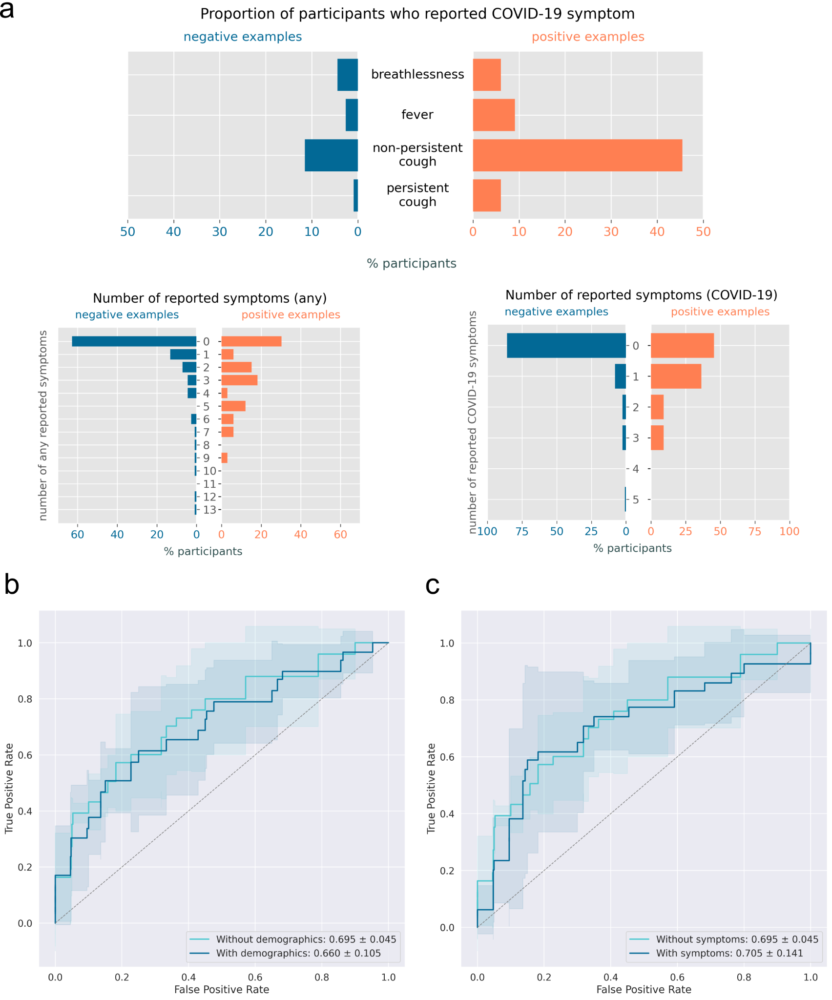 a
Proportion of participants who reported COVID-19 symptom
negative examples
positive examples
breathlessness
fever
non-persistent
cough
persistent
cough
50 40 30 20 10 0
0 10 20 30 40 50
% participants
Number of reported symptoms (any)
negative examples
positive examples
number of any reported symptoms
0
1
2
3
4
5
6
7
8
9
10
11
12
13
60 40 20 0
0 20 40 60
% participants
Number of reported symptoms (COVID-19)
negative examples
positive examples
number of reported COVID-19 symptoms
0
1
2
3
4
5
100 75 50 25 0
0 25 50 75 100
% participants
b
True Positive Rate
1.0
0.8
0.6
0.4
0.2
0.0
Without demographics: 0.695 ± 0.045
With demographics: 0.660 ± 0.105
0.0 0.2 0.4 0.6 0.8 1.0
False Positive Rate
c
True Positive Rate
1.0
0.8
0.6
0.4
0.2
0.0
Without symptoms: 0.695 ± 0.045
With symptoms: 0.705 ± 0.141
0.0 0.2 0.4 0.6 0.8 1.0
False Positive Rate